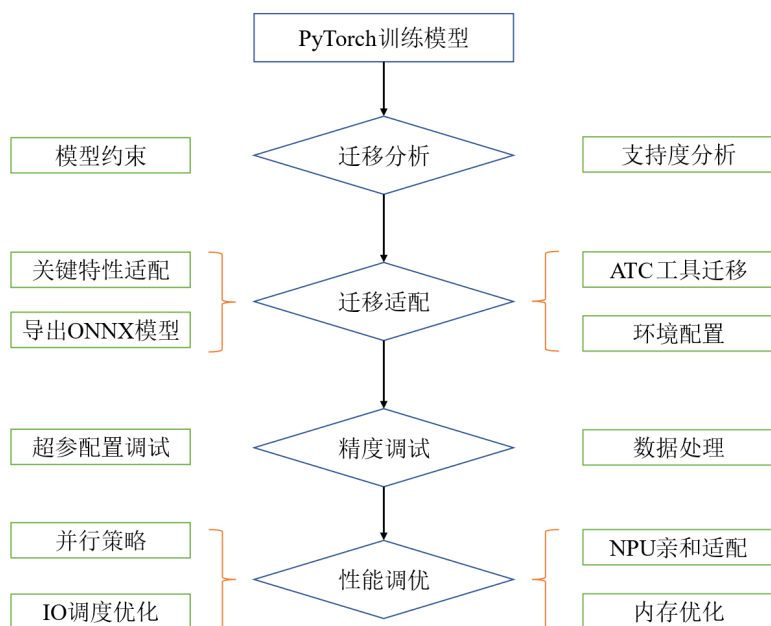 PyTorch训练模型
模型约束
迁移分析
支持度分析
关键特性适配
ATC工具迁移
迁移适配
导出ONNX模型
环境配置
超参配置调试
精度调试
数据处理
并行策略
NPU亲和适配
性能调优
IO调度优化
内存优化